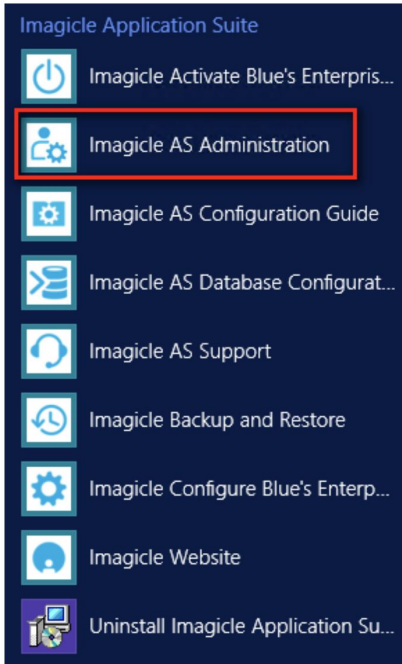 Imagicle Application Suite
Imagicle Activate Blue's Enterpris...
Imagicle AS Administration
Imagicle AS Configuration Guide
Imagicle AS Database Configurat...
Imagicle AS Support
Imagicle Backup and Restore
Imagicle Configure Blue's Enterp...
Imagicle Website
Uninstall Imagicle Application Su...